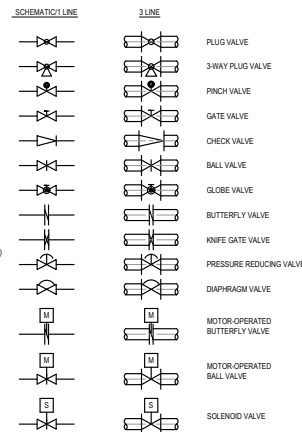 SCHEMATIC/1 LINE 3 LINE
PLUG VALVE
3-WAY PLUG VALVE
PINCH VALVE
GATE VALVE
CHECK VALVE
BALL VALVE
GLOBE VALVE
BUTTERFLY VALVE
KNIFE GATE VALVE
)
PRESSURE REDUCING VALVE
DIAPHRAGM VALVE
M M MOTOR-OPERATED
BUTTERFLY VALVE
M M MOTOR-OPERATED
BALL VALVE
S S SOLENOID VALVE